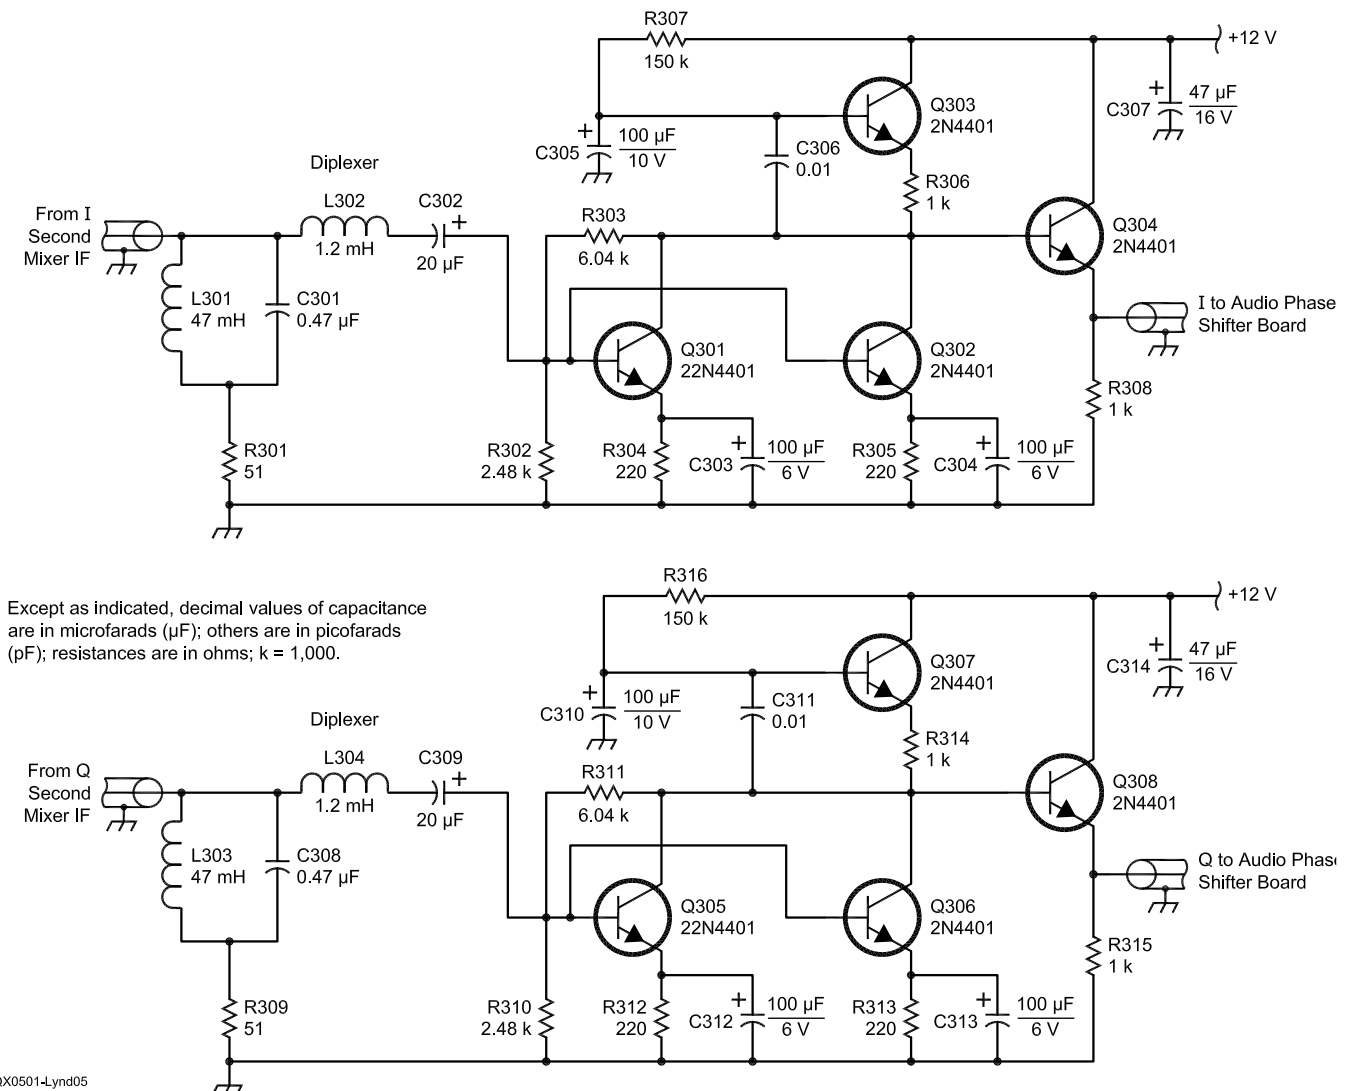 R307
150 k
+12 V
Q303
2N4401
C307
+
47 µF
16 V
C305
+
100 µF
10 V
C306
0.01
Diplexer
R306
1 k
From I
Second
Mixer IF
L302
1.2 mH
C302
+
20 µF
R303
6.04 k
Q304
2N4401
L301
47 mH
C301
0.47 µF
I to Audio Phase
Shifter Board
Q301
22N4401
Q302
2N4401
R308
1 k
R301
51
R302
2.48 k
R304
220
C303
+
100 µF
6 V
R305
220
C304
+
100 µF
6 V
Except as indicated, decimal values of capacitance
are in microfarads (µF); others are in picofarads
(pF); resistances are in ohms; k = 1,000.
R316
150 k
+12 V
Q307
2N4401
C314
+
47 µF
16 V
C310
+
100 µF
10 V
C311
0.01
Diplexer
R314
1 k
From Q
Second
Mixer IF
L304
1.2 mH
C309
+
20 µF
R311
6.04 k
Q308
2N4401
L303
47 mH
C308
0.47 µF
Q to Audio Phase
Shifter Board
Q305
22N4401
Q306
2N4401
R315
1 k
R309
51
R310
2.48 k
R312
220
C312
+
100 µF
6 V
R313
220
C313
+
100 µF
6 V
QX0501-Lynd05